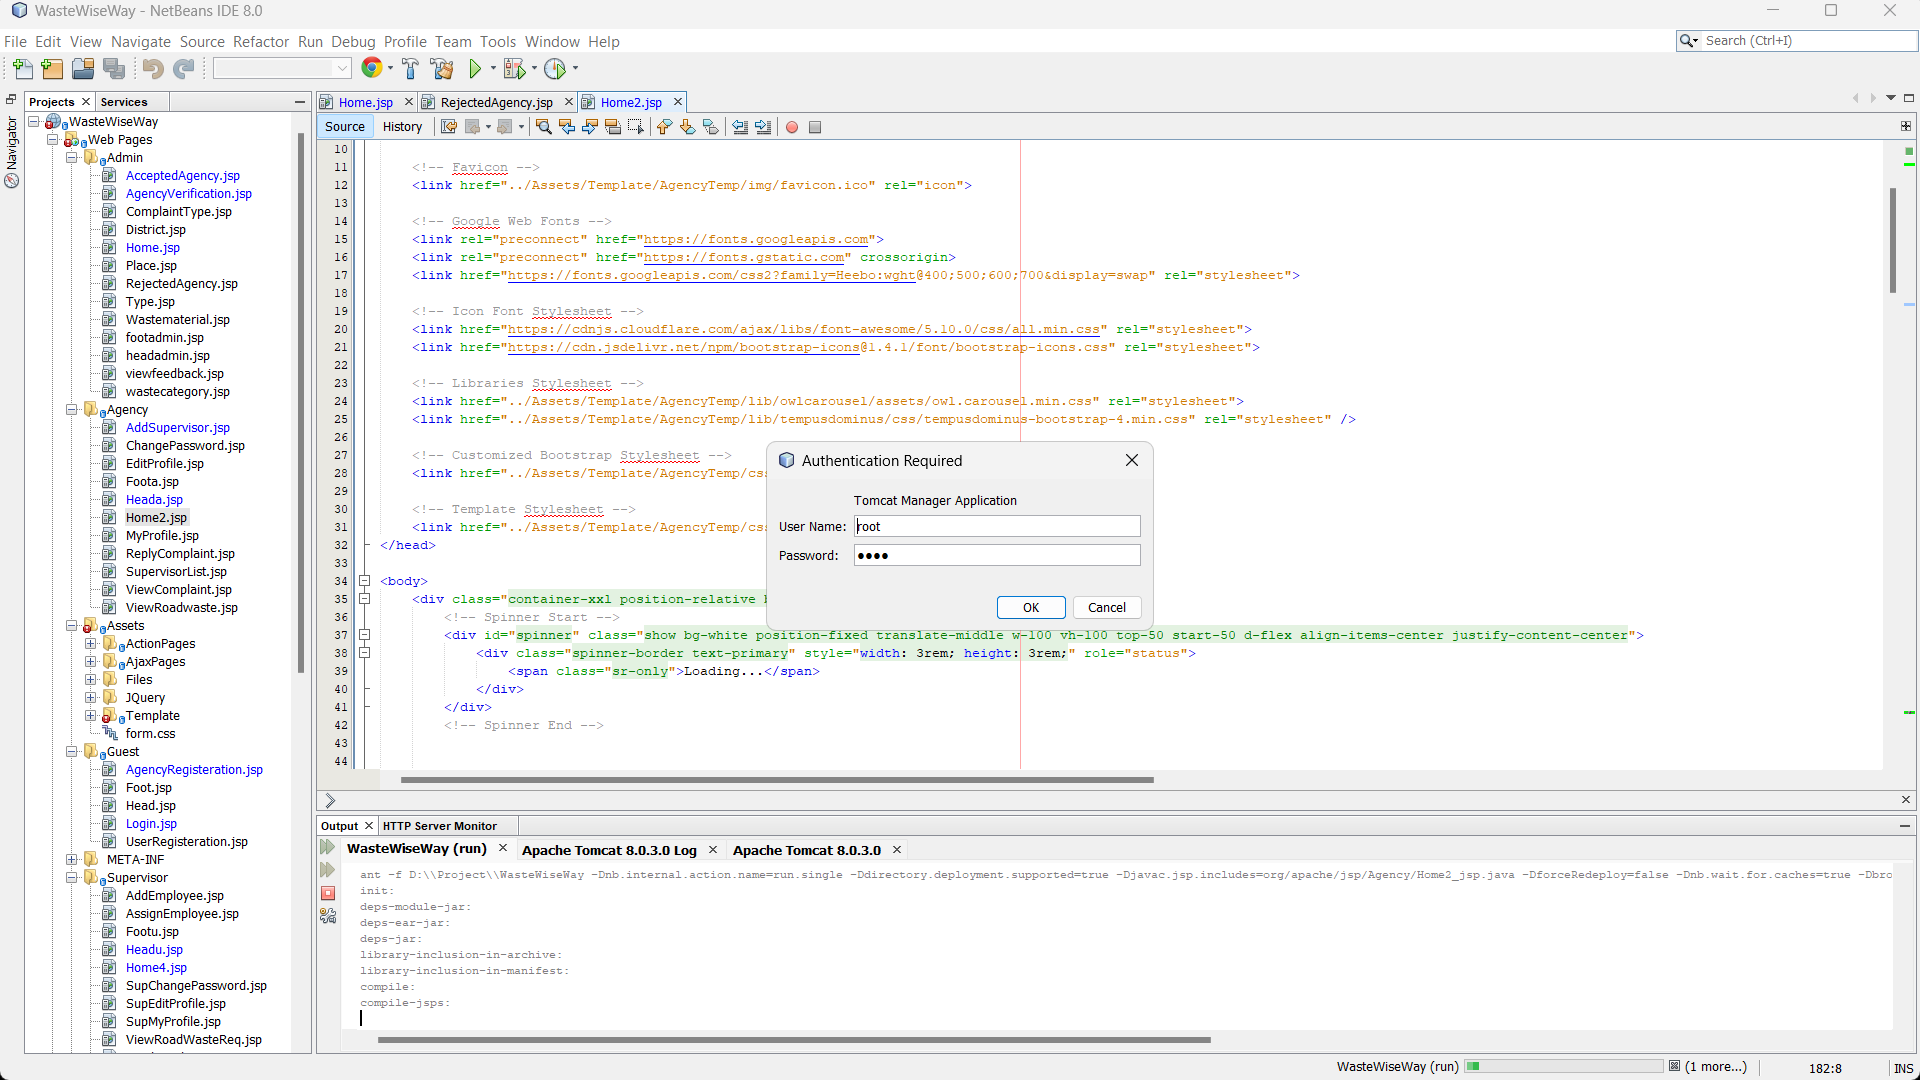 WasteWiseWay - NetBeans IDE 8.0
File Edit View Navigate Source Refactor Run Debug Profile Team Tools Window Help
Search (Ctrl+I)
Projects
Services
Navigator
WasteWiseWay
Web Pages
Admin
AcceptedAgency.jsp
AgencyVerification.jsp
ComplaintType.jsp
District.jsp
Home.jsp
Place.jsp
RejectedAgency.jsp
Type.jsp
Wastematerial.jsp
footadmin.jsp
headadmin.jsp
viewfeedback.jsp
wastecategory.jsp
Agency
AddSupervisor.jsp
ChangePassword.jsp
EditProfile.jsp
Foota.jsp
Heada.jsp
Home2.jsp
MyProfile.jsp
ReplyComplaint.jsp
SupervisorList.jsp
ViewComplaint.jsp
ViewRoadwaste.jsp
Assets
ActionPages
AjaxPages
Files
JQuery
Template
form.css
Guest
AgencyRegisteration.jsp
Foot.jsp
Head.jsp
Login.jsp
UserRegisteration.jsp
META-INF
Supervisor
AddEmployee.jsp
AssignEmployee.jsp
Footu.jsp
Headu.jsp
Home4.jsp
SupChangePassword.jsp
SupEditProfile.jsp
SupMyProfile.jsp
ViewRoadWasteReq.jsp
Home.jsp
RejectedAgency.jsp
Home2.jsp
Source
History
10
11 <!-- Favicon -->
12 <link href="../Assets/Template/AgencyTemp/img/favicon.ico" rel="icon">
13
14 <!-- Google Web Fonts -->
15 <link rel="preconnect" href="https://fonts.googleapis.com">
16 <link rel="preconnect" href="https://fonts.gstatic.com" crossorigin>
17 <link href="https://fonts.googleapis.com/css2?family=Heebo:wght@400;500;600;700&display=swap" rel="stylesheet">
18
19 <!-- Icon Font Stylesheet -->
20 <link href="https://cdnjs.cloudflare.com/ajax/libs/font-awesome/5.10.0/css/all.min.css" rel="stylesheet">
21 <link href="https://cdn.jsdelivr.net/npm/bootstrap-icons@1.4.1/font/bootstrap-icons.css" rel="stylesheet">
22
23 <!-- Libraries Stylesheet -->
24 <link href="../Assets/Template/AgencyTemp/lib/owlcarousel/assets/owl.carousel.min.css" rel="stylesheet">
25 <link href="../Assets/Template/AgencyTemp/lib/tempusdominus/css/tempusdominus-bootstrap-4.min.css" rel="stylesheet" />
26
27 <!-- Customized Bootstrap Stylesheet -->
28 <link href="../Assets/Template/AgencyTemp/css
29
30 <!-- Template Stylesheet -->
31 <link href="../Assets/Template/AgencyTemp/css
32 </head>
33
34 <body>
35 <div class="container-xxl position-relative
36 <!-- Spinner Start -->
37 <div id="spinner" class="show bg-white position-fixed translate-middle w-100 vh-100 top-50 start-50 d-flex align-items-center justify-content-center">
38 <div class="spinner-border text-primary" style="width: 3rem; height: 3rem;" role="status">
39 <span class="sr-only">Loading...</span>
40 </div>
41 </div>
42 <!-- Spinner End -->
43
44
Authentication Required
Tomcat Manager Application
User Name: root
Password: ●●●●
OK
Cancel
Output
HTTP Server Monitor
WasteWiseWay (run)
Apache Tomcat 8.0.3.0 Log
Apache Tomcat 8.0.3.0
ant -f D:\\Project\\WasteWiseWay -Dnb.internal.action.name=run.single -Ddirectory.deployment.supported=true -Djavac.jsp.includes=org/apache/jsp/Agency/Home2_jsp.java -DforceRedeploy=false -Dnb.wait.for.caches=true -Dbro
init:
deps-module-jar:
deps-ear-jar:
deps-jar:
library-inclusion-in-archive:
library-inclusion-in-manifest:
compile:
compile-jsps:
WasteWiseWay (run)
(1 more...)
182:8
INS